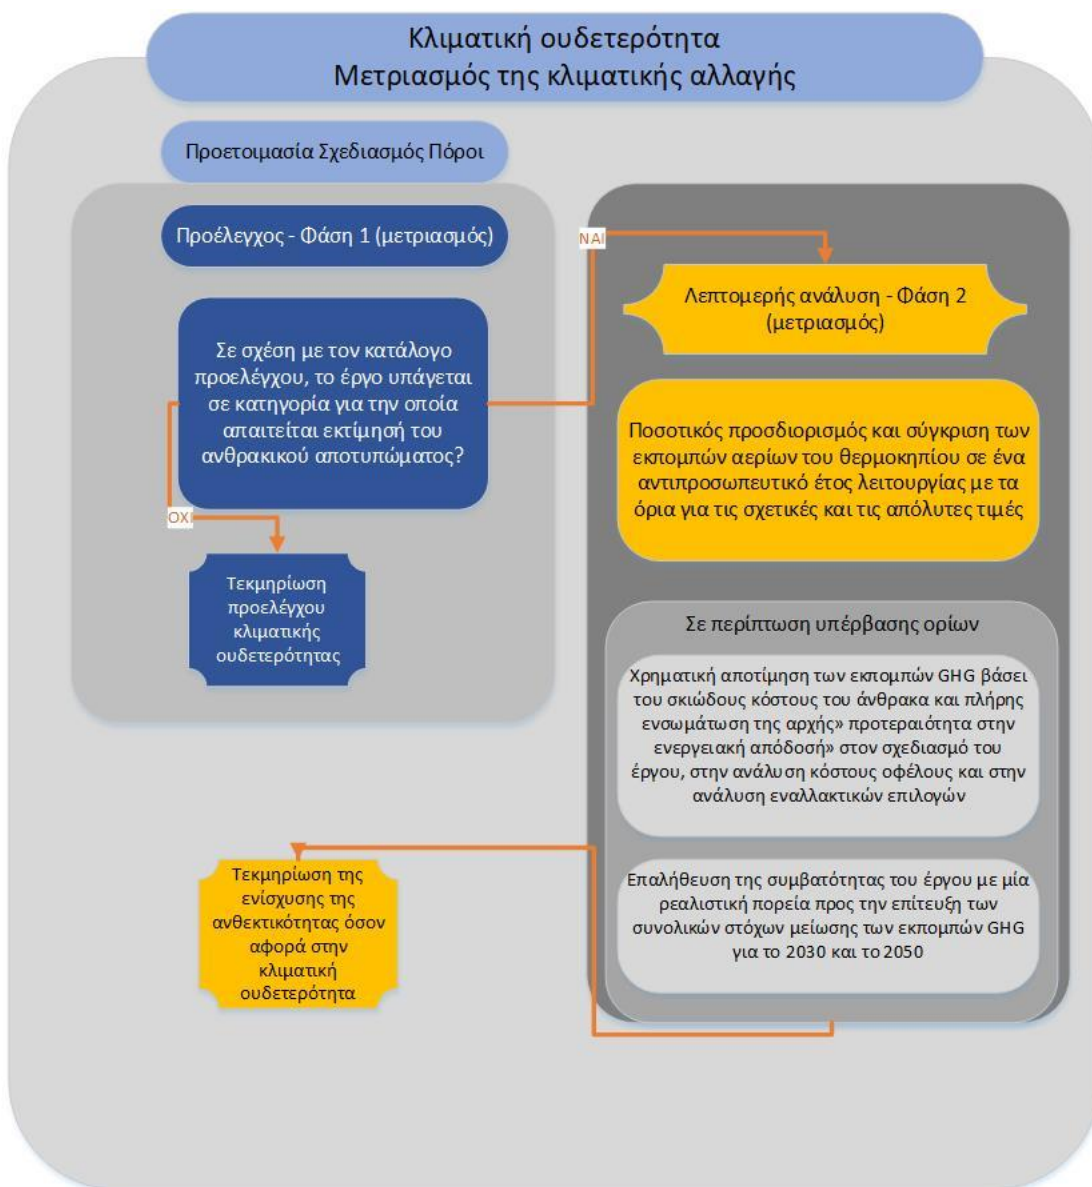 Κλιματική ουδετερότητα
Μετριασμός της κλιματικής αλλαγής
Προετοιμασία Σχεδιασμός Πόροι
Προέλεγχος - Φάση 1 (μετριασμός)
Σε σχέση με τον κατάλογο
προελέγχου, το έργο υπάγεται
σε κατηγορία για την οποία
απαιτείται εκτίμησή του
ανθρακικού αποτυπώματος?
ΟΧΙ
Τεκμηρίωση
προελέγχου
κλιματικής
ουδετερότητας
ΝΑΙ
Λεπτομερής ανάλυση - Φάση 2
(μετριασμός)
Ποσοτικός προσδιορισμός και σύγκριση των
εκπομπών αερίων του θερμοκηπίου σε ένα
αντιπροσωπευτικό έτος λειτουργίας με τα
όρια για τις σχετικές και τις απόλυτες τιμές
Σε περίπτωση υπέρβασης ορίων
Χρηματική αποτίμηση των εκπομπών GHG βάσει
του σκιώδους κόστους του άνθρακα και πλήρης
ενσωμάτωση της αρχής» προτεραιότητα στην
ενεργειακή απόδοσή» στον σχεδιασμό του
έργου, στην ανάλυση κόστους οφέλους και στην
ανάλυση εναλλακτικών επιλογών
Επαλήθευση της συμβατότητας του έργου με μία
ρεαλιστική πορεία προς την επίτευξη των
συνολικών στόχων μείωσης των εκπομπών GHG
για το 2030 και το 2050
Τεκμηρίωση της
ενίσχυσης της
ανθεκτικότητας όσον
αφορά στην
κλιματική
ουδετερότητα